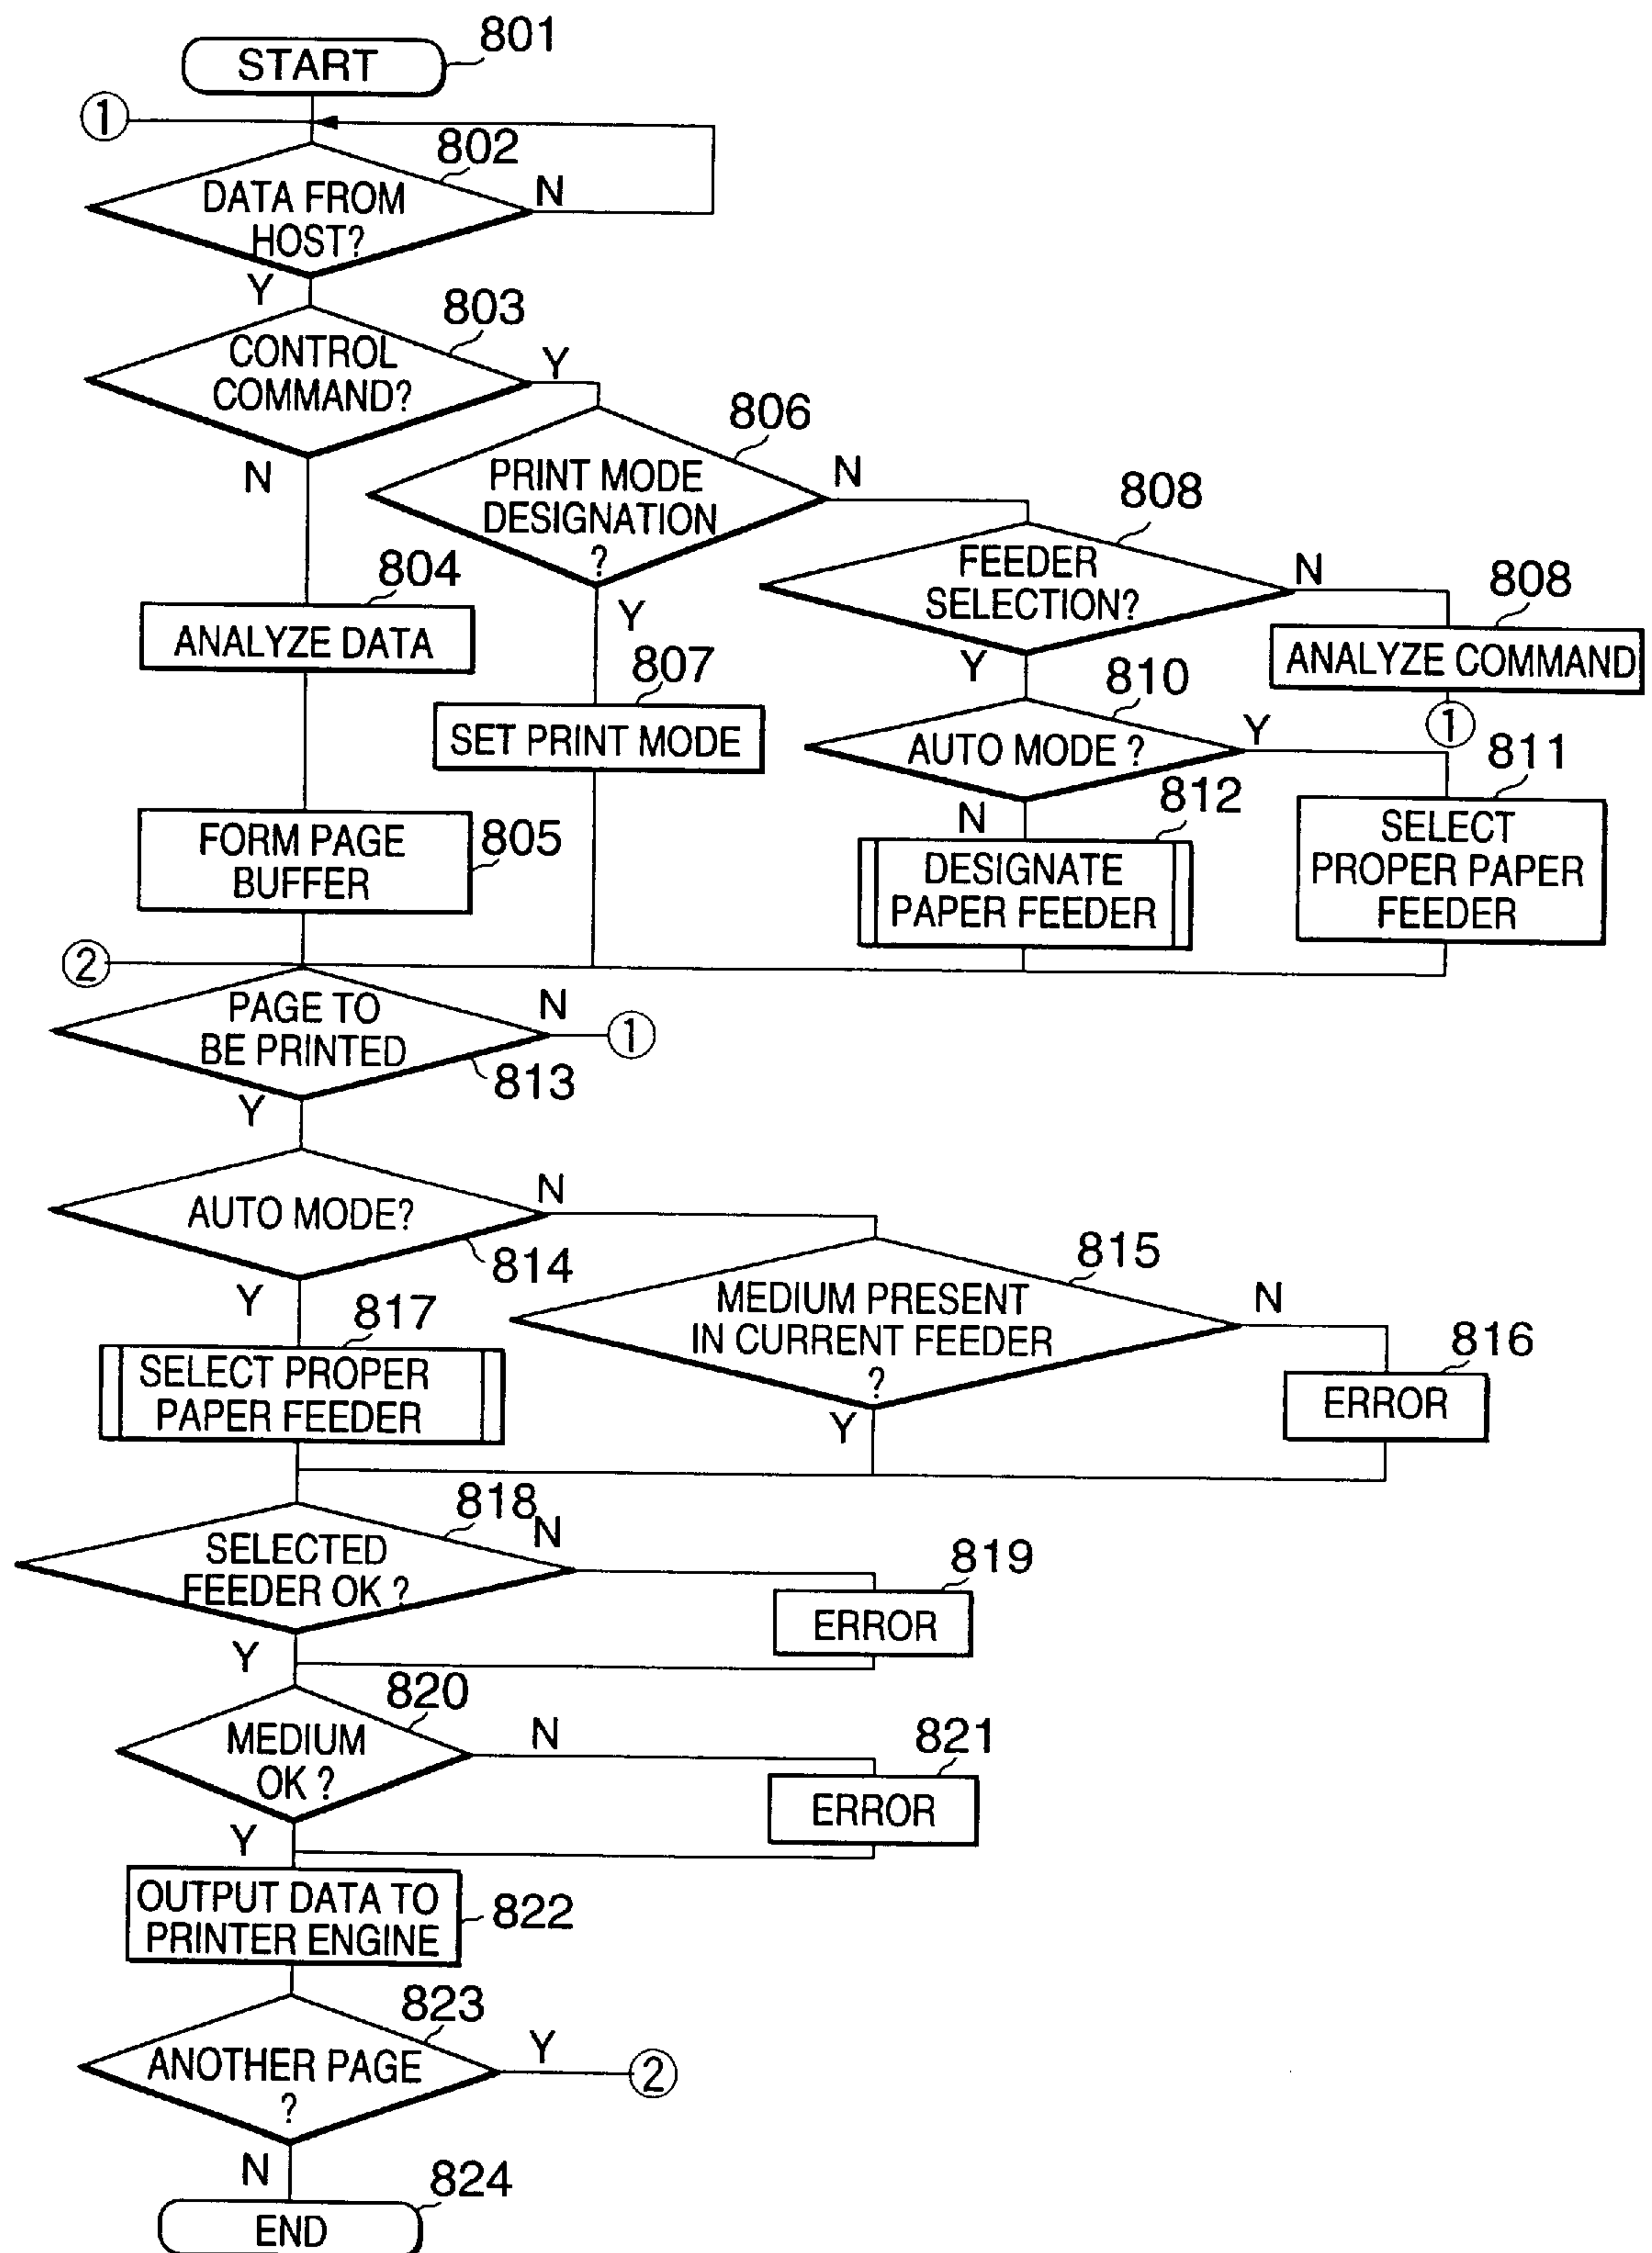 801
START
①
802
DATA FROM
HOST?
N
Y
803
CONTROL
COMMAND?
Y
N
806
PRINT MODE
DESIGNATION
?
N
Y
808
FEEDER
SELECTION?
N
Y
808
ANALYZE COMMAND
①
804
ANALYZE DATA
807
SET PRINT MODE
810
AUTO MODE ?
Y
N
811
SELECT
PROPER PAPER
FEEDER
812
DESIGNATE
PAPER FEEDER
FORM PAGE
BUFFER
805
②
PAGE TO
BE PRINTED
N
①
813
Y
AUTO MODE?
N
814
Y
815
MEDIUM PRESENT
IN CURRENT FEEDER
?
N
Y
816
ERROR
817
SELECT PROPER
PAPER FEEDER
818
SELECTED
FEEDER OK ?
N
Y
819
ERROR
820
MEDIUM
OK ?
N
Y
821
ERROR
OUTPUT DATA TO
PRINTER ENGINE
822
823
ANOTHER PAGE
?
Y
②
N
824
END